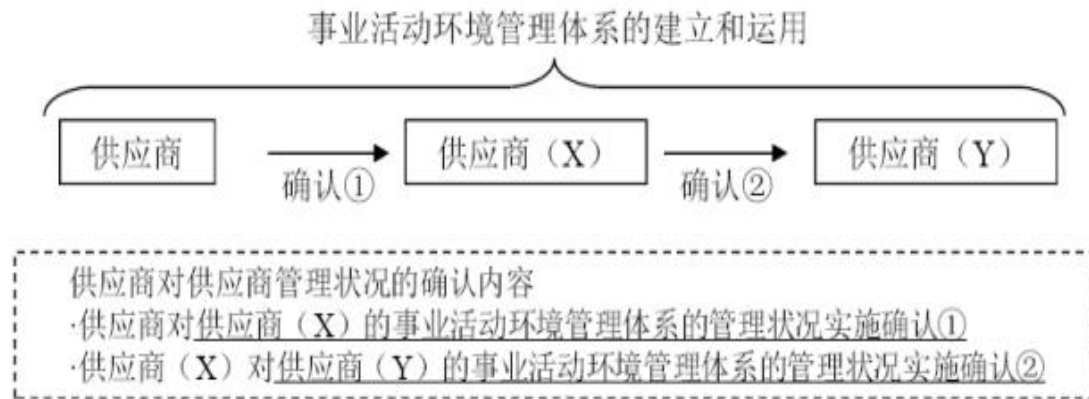 事业活动环境管理体系的建立和运用
供应商 供应商（X） 供应商（Y）
确认① 确认②
供应商对供应商管理状况的确认内容
·供应商对供应商（X）的事业活动环境管理体系的管理状况实施确认①
·供应商（X）对供应商（Y）的事业活动环境管理体系的管理状况实施确认②